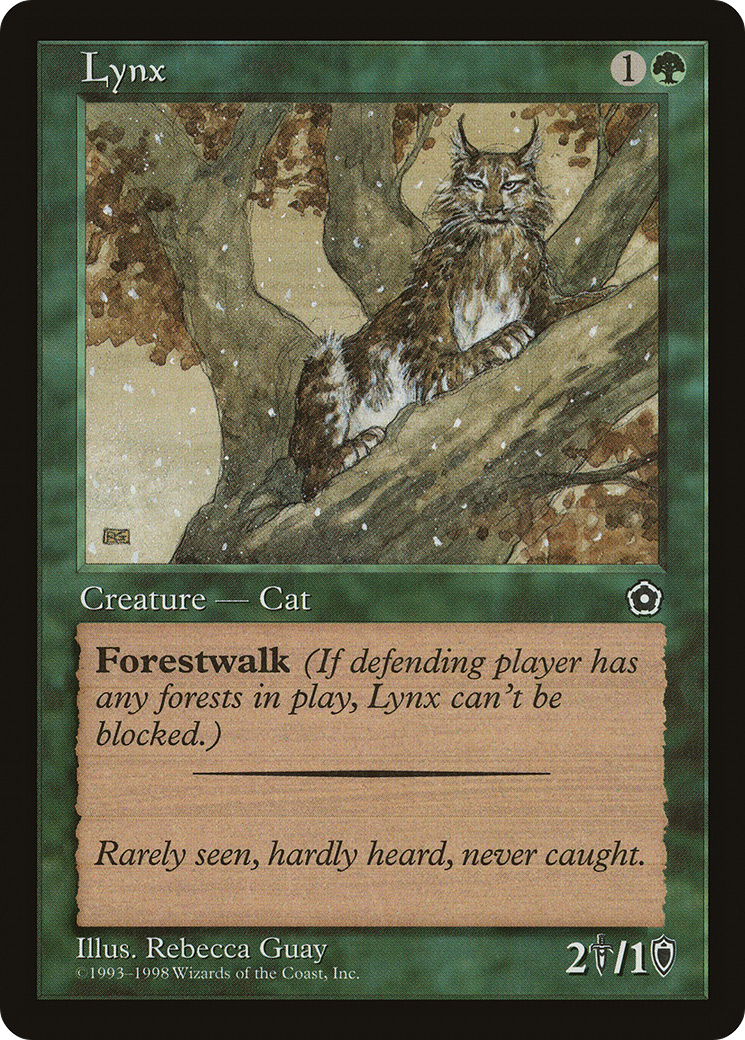 Lynx
1
Creature — Cat
Forestwalk (If defending player has
any forests in play, Lynx can't be
blocked.)
Rarely seen, hardly heard, never caught.
Illus. Rebecca Guay
©1993–1998 Wizards of the Coast, Inc.
2/1